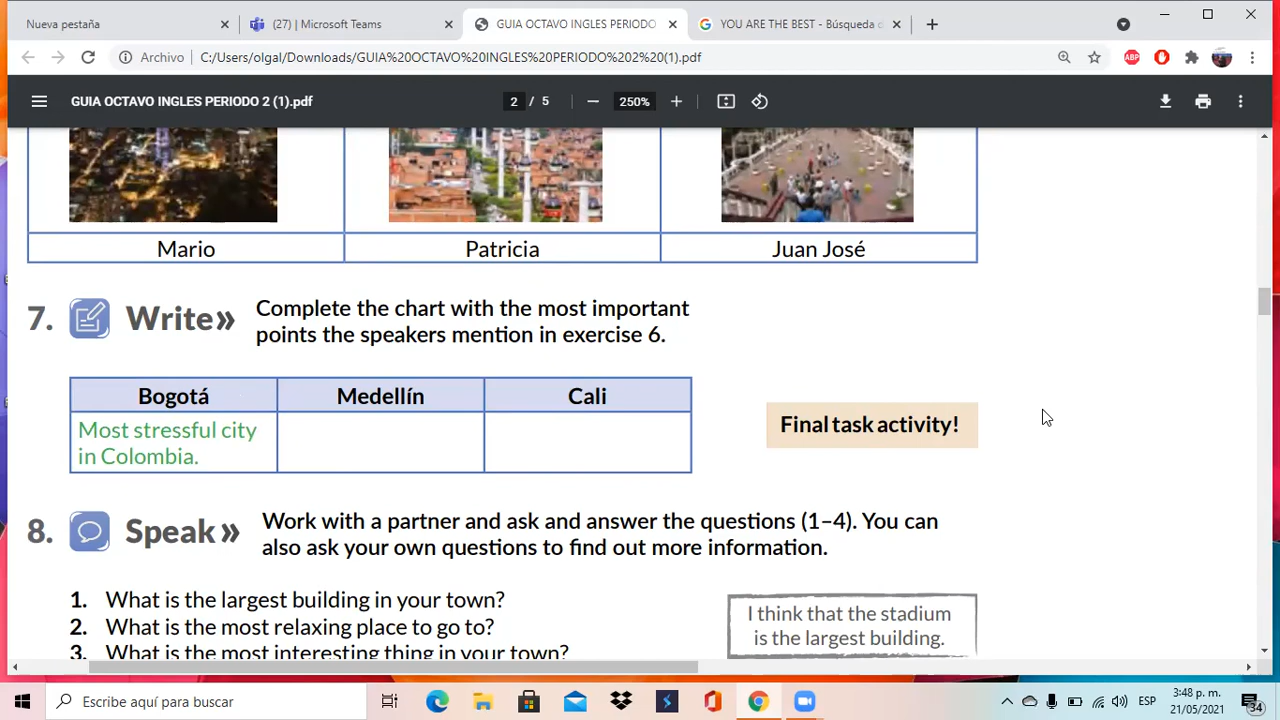 Nueva pestaña
(27) | Microsoft Teams
GUIA OCTAVO INGLES PERIODO
YOU ARE THE BEST - Búsqueda d
Archivo
C:/Users/olgal/Downloads/GUIA%20OCTAVO%20INGLES%20PERIODO%202%20(1).pdf
ABP
GUIA OCTAVO INGLES PERIODO 2 (1).pdf
2 / 5
250%
Mario
Patricia
Juan José
7. Write»
Complete the chart with the most important
points the speakers mention in exercise 6.
Bogotá
Medellín
Cali
Most stressful city
in Colombia.
Final task activity!
8. Speak»
Work with a partner and ask and answer the questions (1–4). You can
also ask your own questions to find out more information.
1. What is the largest building in your town?
2. What is the most relaxing place to go to?
3. What is the most interesting thing in your town?
I think that the stadium
is the largest building.
Escribe aquí para buscar
ESP
3:48 p. m.
21/05/2021
34